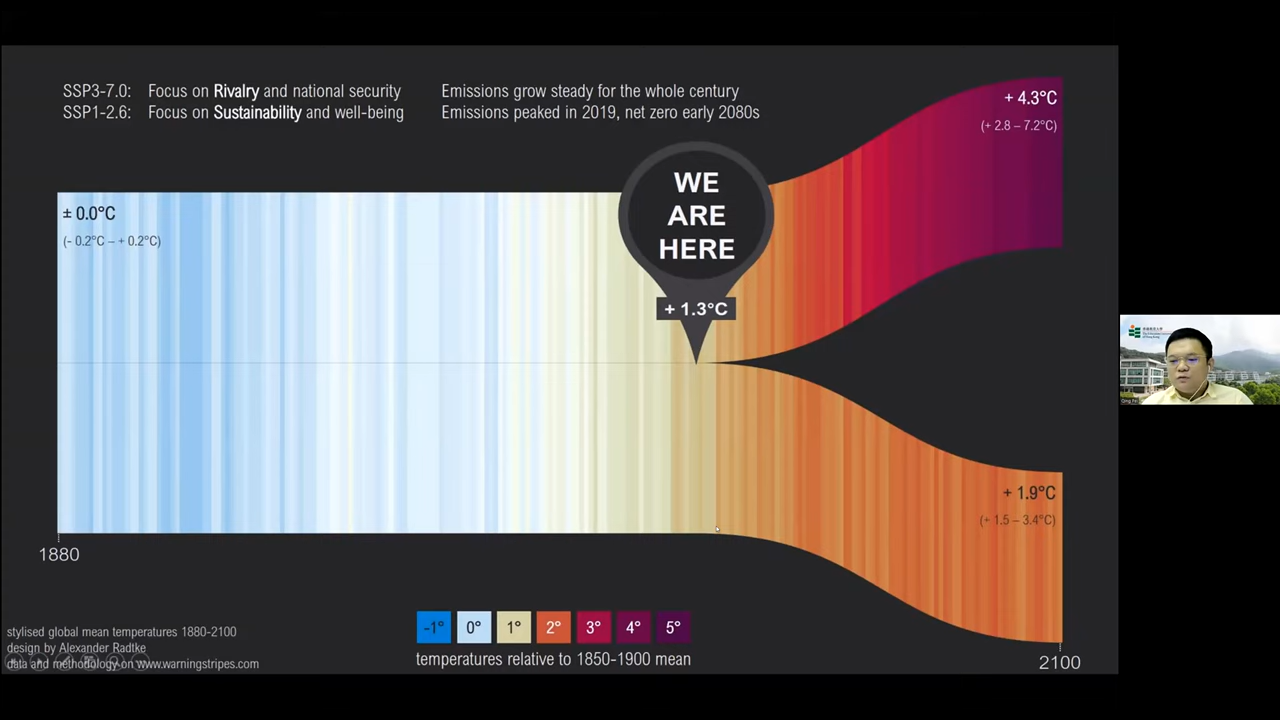 SSP3-7.0: Focus on Rivalry and national security Emissions grow steady for the whole century
SSP1-2.6: Focus on Sustainability and well-being Emissions peaked in 2019, net zero early 2080s
+ 4.3°C
(+ 2.8 – 7.2°C)
WE
ARE
HERE
± 0.0°C
(- 0.2°C – + 0.2°C)
+ 1.3°C
+ 1.9°C
(+ 1.5 – 3.4°C)
1880
-1° 0° 1° 2° 3° 4° 5°
temperatures relative to 1850-1900 mean
stylised global mean temperatures 1880-2100
design by Alexander Radtke
data and methodology on www.warningstripes.com
2100